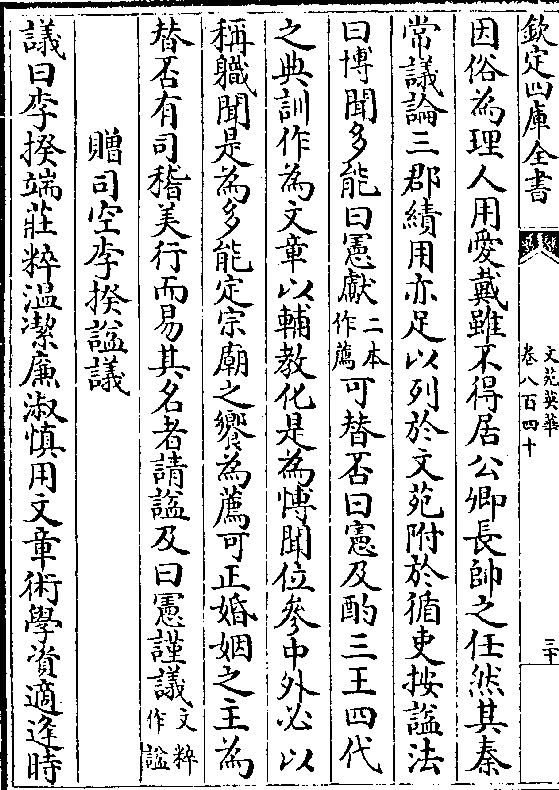 欽定四庫全書
文苑英華
卷八百四十
三十
因俗為理人用愛戴雖不得居公卿長帥之任然其奏
常議論三郡績用亦足以列於文苑附於循吏按諡法
曰博聞多能曰憲獻二本作薦可替否曰憲及酌三王四代
之典訓作為文章以輔教化是為博聞位參中外必以
稱職聞是為多能定宗廟之饗為薦可正婚姻之主為
替否有司稽美行而易其名者請諡及曰憲謹議文粹作諡
贈司空李揆諡議
議曰李揆端莊粹溫潔廉淑慎用文章術學資適逢時